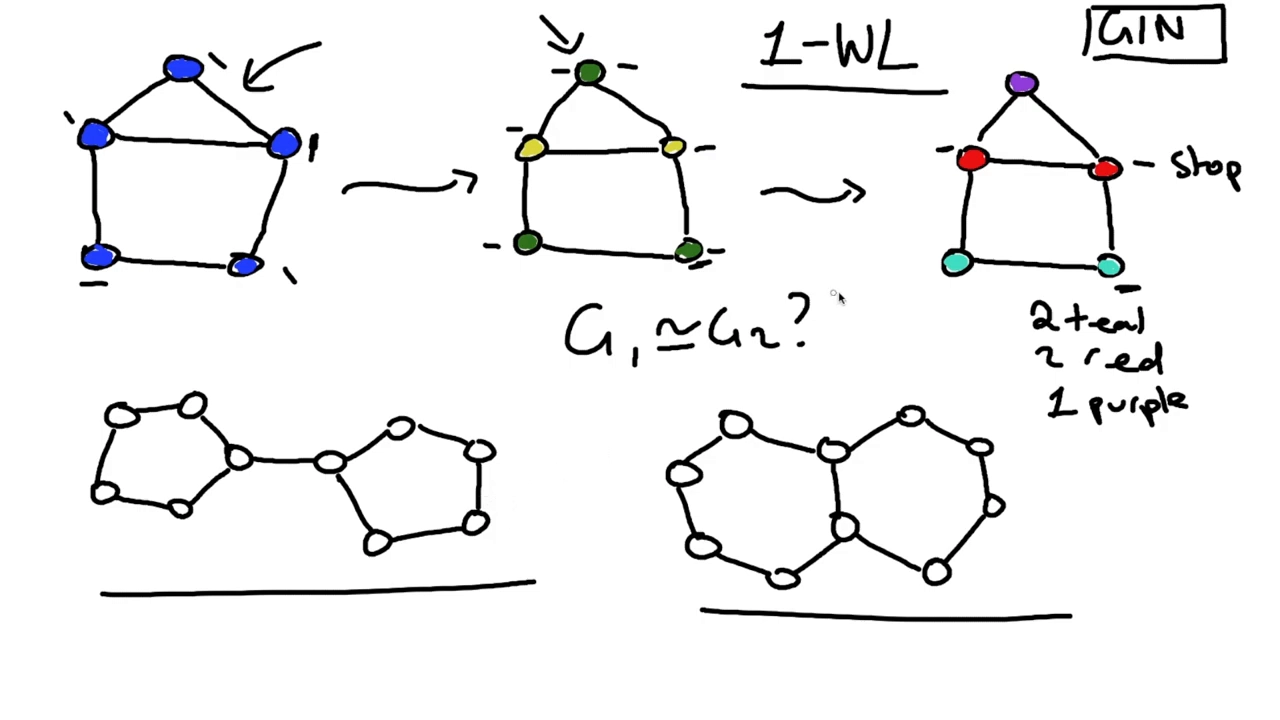 1-WL
GIN
stop
G₁ ≅ G₂?
2 teal
2 red
1 purple